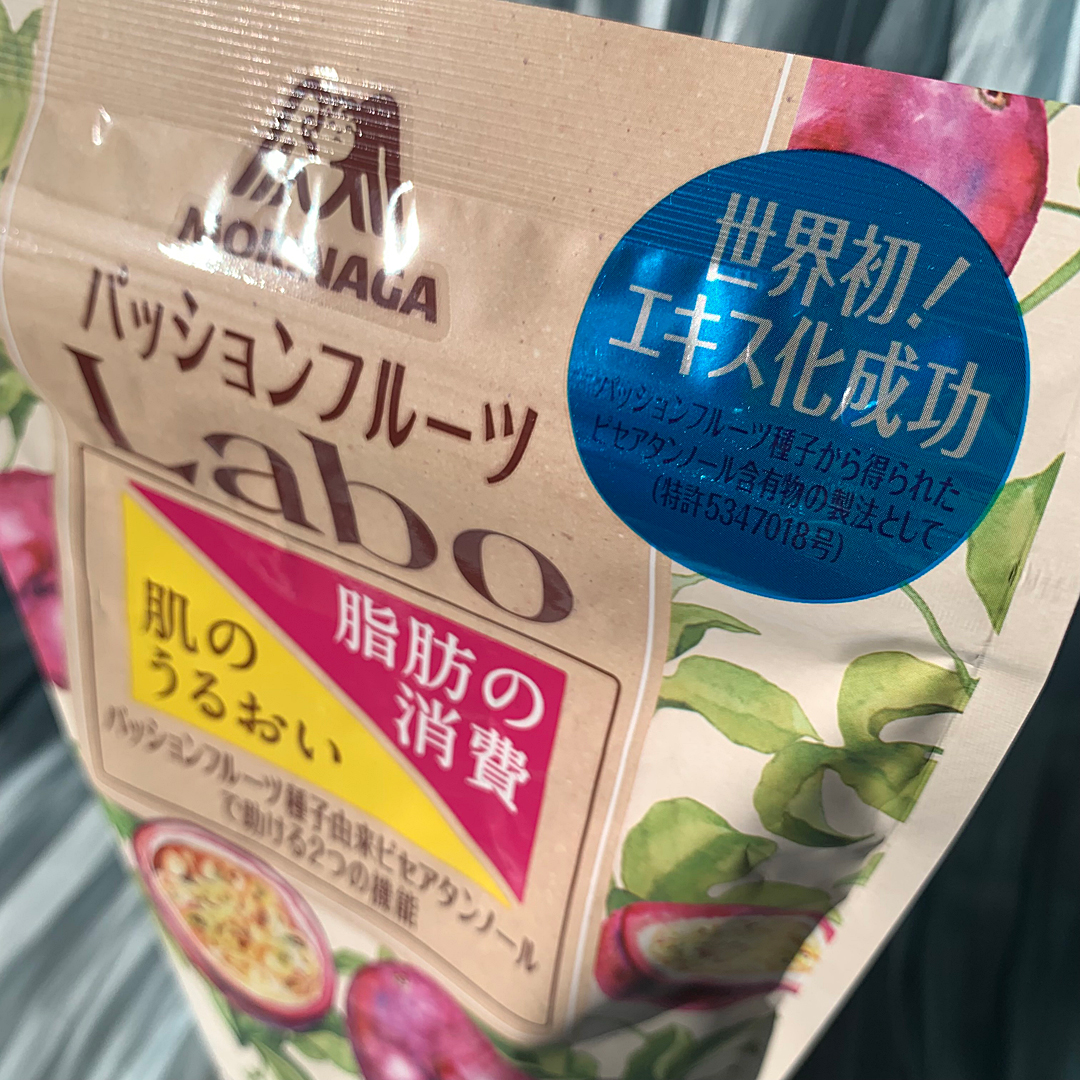 MORINAGA
パッションフルーツ
Labo
世界初!
エキス化成功
パッションフルーツ種子から得られた
ピセアタンノール含有物の製法として
(特許5347018号)
肌の
うるおい
脂肪の
消費
パッションフルーツ種子由来ピセアタンノール
で助ける2つの機能